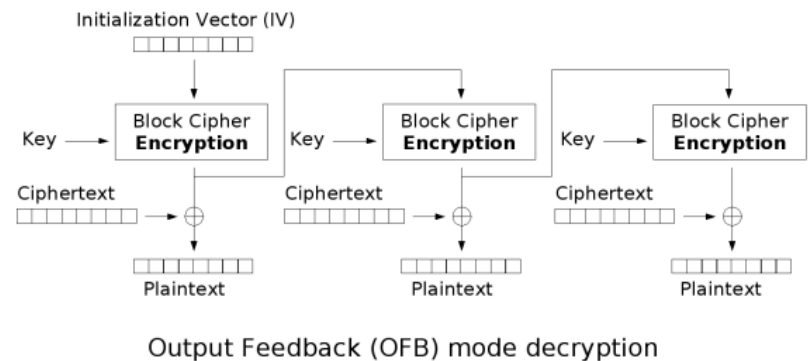 Initialization Vector (IV)
Block Cipher
Encryption
Block Cipher
Encryption
Block Cipher
Encryption
Key
Key
Key
Ciphertext
Ciphertext
Ciphertext
Plaintext
Plaintext
Plaintext
Output Feedback (OFB) mode decryption